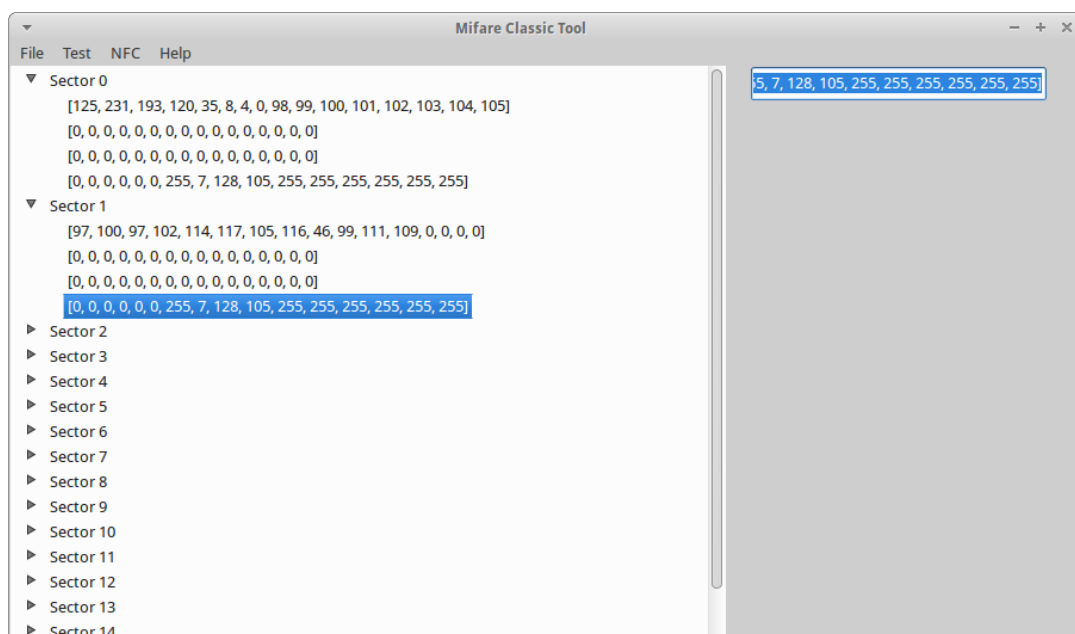 Mifare Classic Tool
File Test NFC Help
Sector 0
[125, 231, 193, 120, 35, 8, 4, 0, 98, 99, 100, 101, 102, 103, 104, 105]
[0, 0, 0, 0, 0, 0, 0, 0, 0, 0, 0, 0, 0, 0, 0, 0]
[0, 0, 0, 0, 0, 0, 0, 0, 0, 0, 0, 0, 0, 0, 0, 0]
[0, 0, 0, 0, 0, 0, 255, 7, 128, 105, 255, 255, 255, 255, 255, 255]
Sector 1
[97, 100, 97, 102, 114, 117, 105, 116, 46, 99, 111, 109, 0, 0, 0, 0]
[0, 0, 0, 0, 0, 0, 0, 0, 0, 0, 0, 0, 0, 0, 0, 0]
[0, 0, 0, 0, 0, 0, 0, 0, 0, 0, 0, 0, 0, 0, 0, 0]
[0, 0, 0, 0, 0, 0, 255, 7, 128, 105, 255, 255, 255, 255, 255, 255]
Sector 2
Sector 3
Sector 4
Sector 5
Sector 6
Sector 7
Sector 8
Sector 9
Sector 10
Sector 11
Sector 12
Sector 13
Sector 14
5, 7, 128, 105, 255, 255, 255, 255, 255, 255]